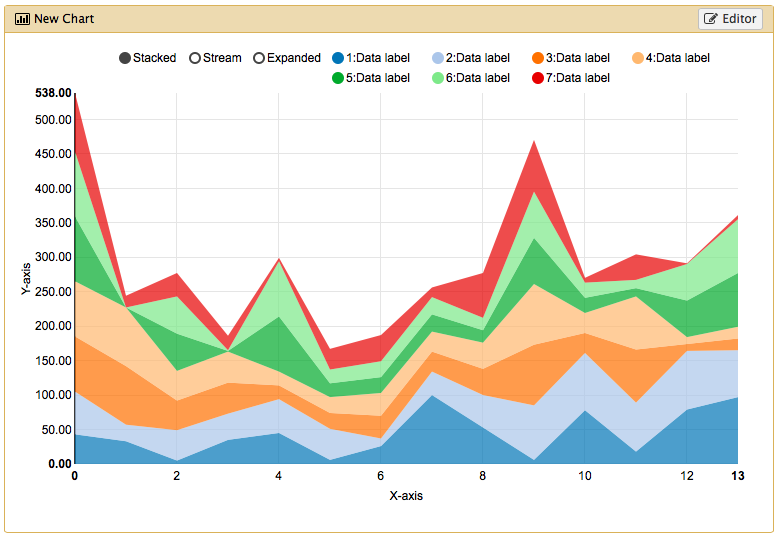 New Chart Editor
Stacked Stream Expanded 1:Data label 2:Data label 3:Data label 4:Data label
5:Data label 6:Data label 7:Data label
538.00
500.00
450.00
400.00
350.00
300.00
250.00
200.00
150.00
100.00
50.00
0.00
Y-axis
0 2 4 6 8 10 12 13
X-axis